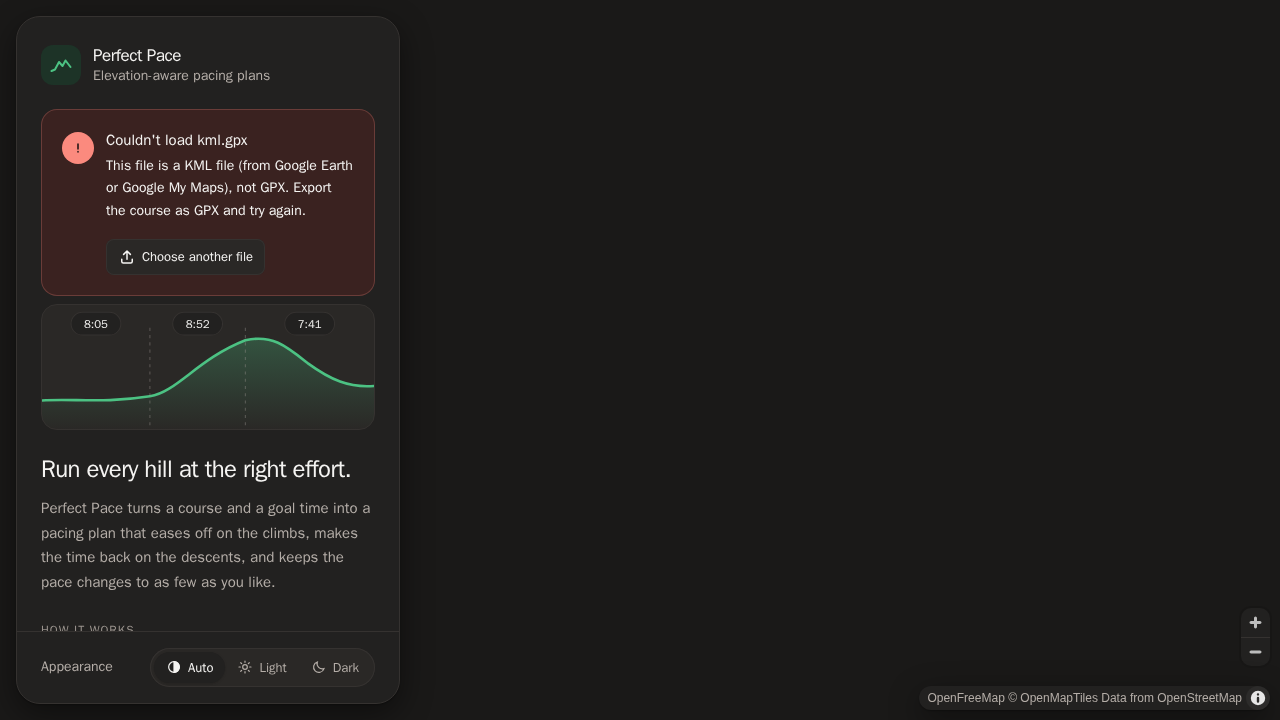 Perfect Pace
Elevation-aware pacing plans
!
Couldn't load kml.gpx
This file is a KML file (from Google Earth
or Google My Maps), not GPX. Export
the course as GPX and try again.
Choose another file
8:05 8:52 7:41
Run every hill at the right effort.
Perfect Pace turns a course and a goal time into a
pacing plan that eases off on the climbs, makes
the time back on the descents, and keeps the
pace changes to as few as you like.
HOW IT WORKS
Appearance Auto Light Dark
OpenFreeMap © OpenMapTiles Data from OpenStreetMap